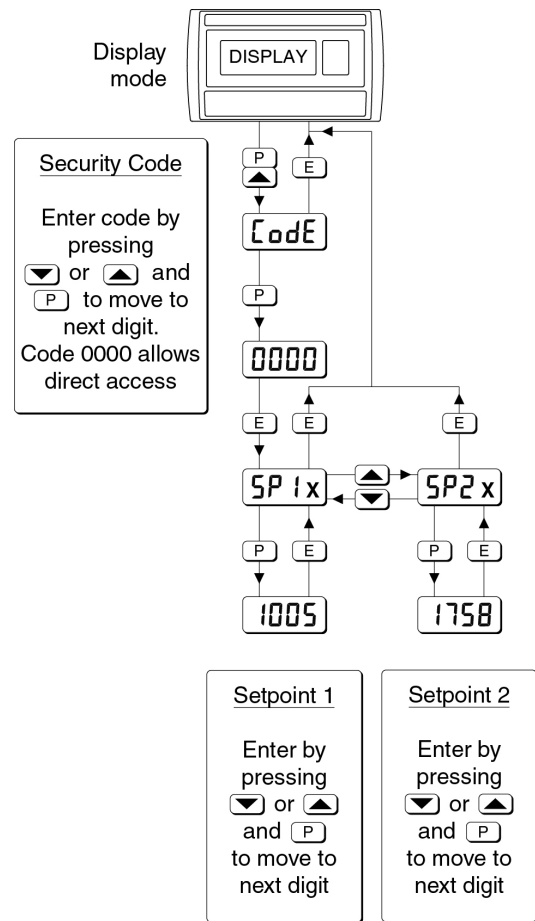 Display
mode
DISPLAY
P
E
Security Code
Enter code by
pressing
or and
P to move to
next digit.
Code 0000 allows
direct access
CodE
P
0000
E E E
SP1x SP2x
P E P E
1005 1758
Setpoint 1
Enter by
pressing
or
and P
to move to
next digit
Setpoint 2
Enter by
pressing
or
and P
to move to
next digit